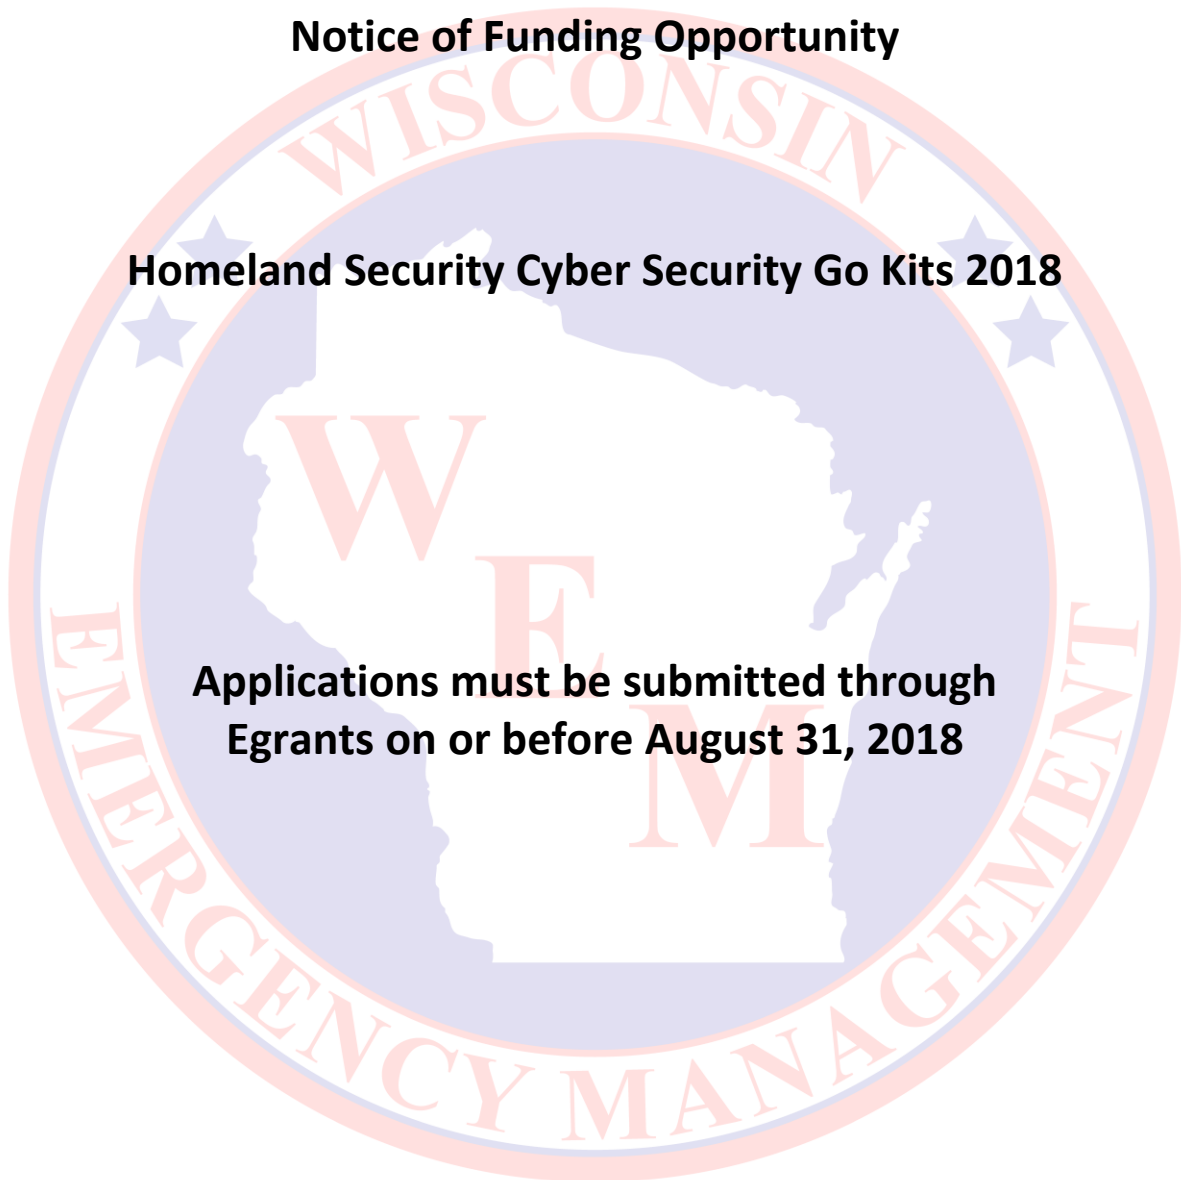 Notice of Funding Opportunity
WISCONSIN
Homeland Security Cyber Security Go Kits 2018
W
E
M
Applications must be submitted through
Egrants on or before August 31, 2018
EMERGENCY MANAGEMENT